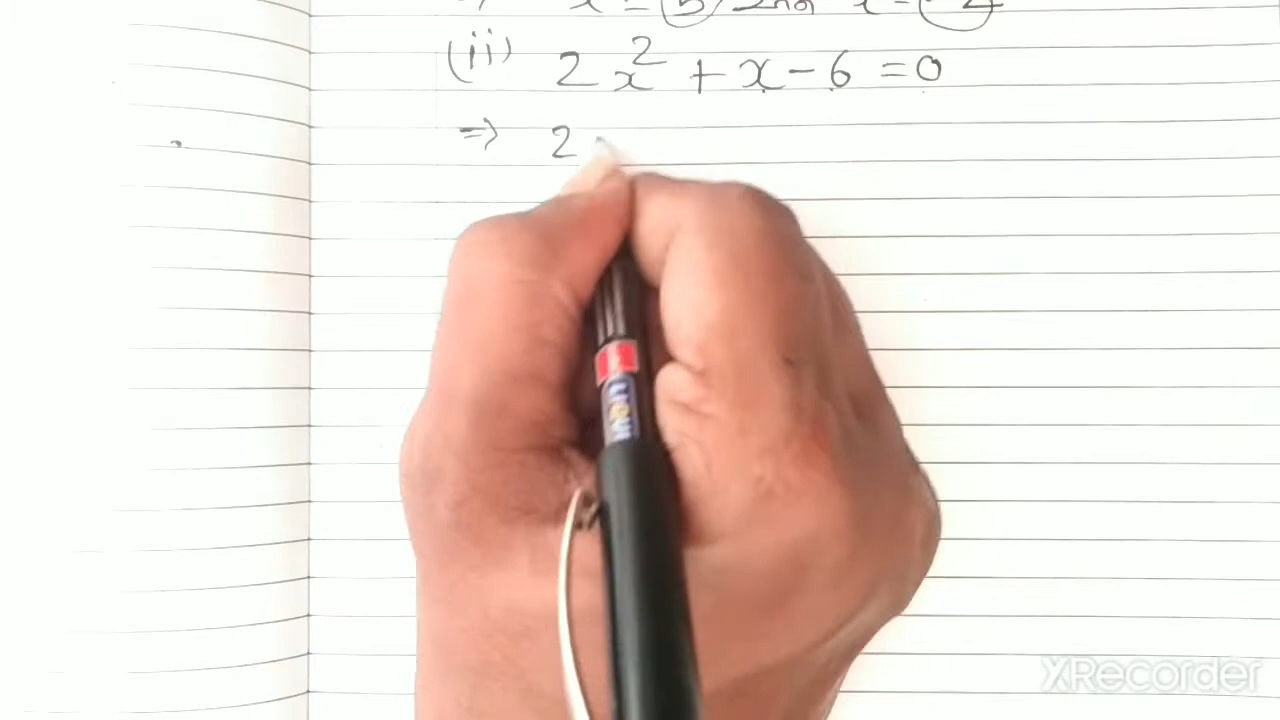 (ii) 2x² + x - 6 = 0
⇒ 2
XRecorder